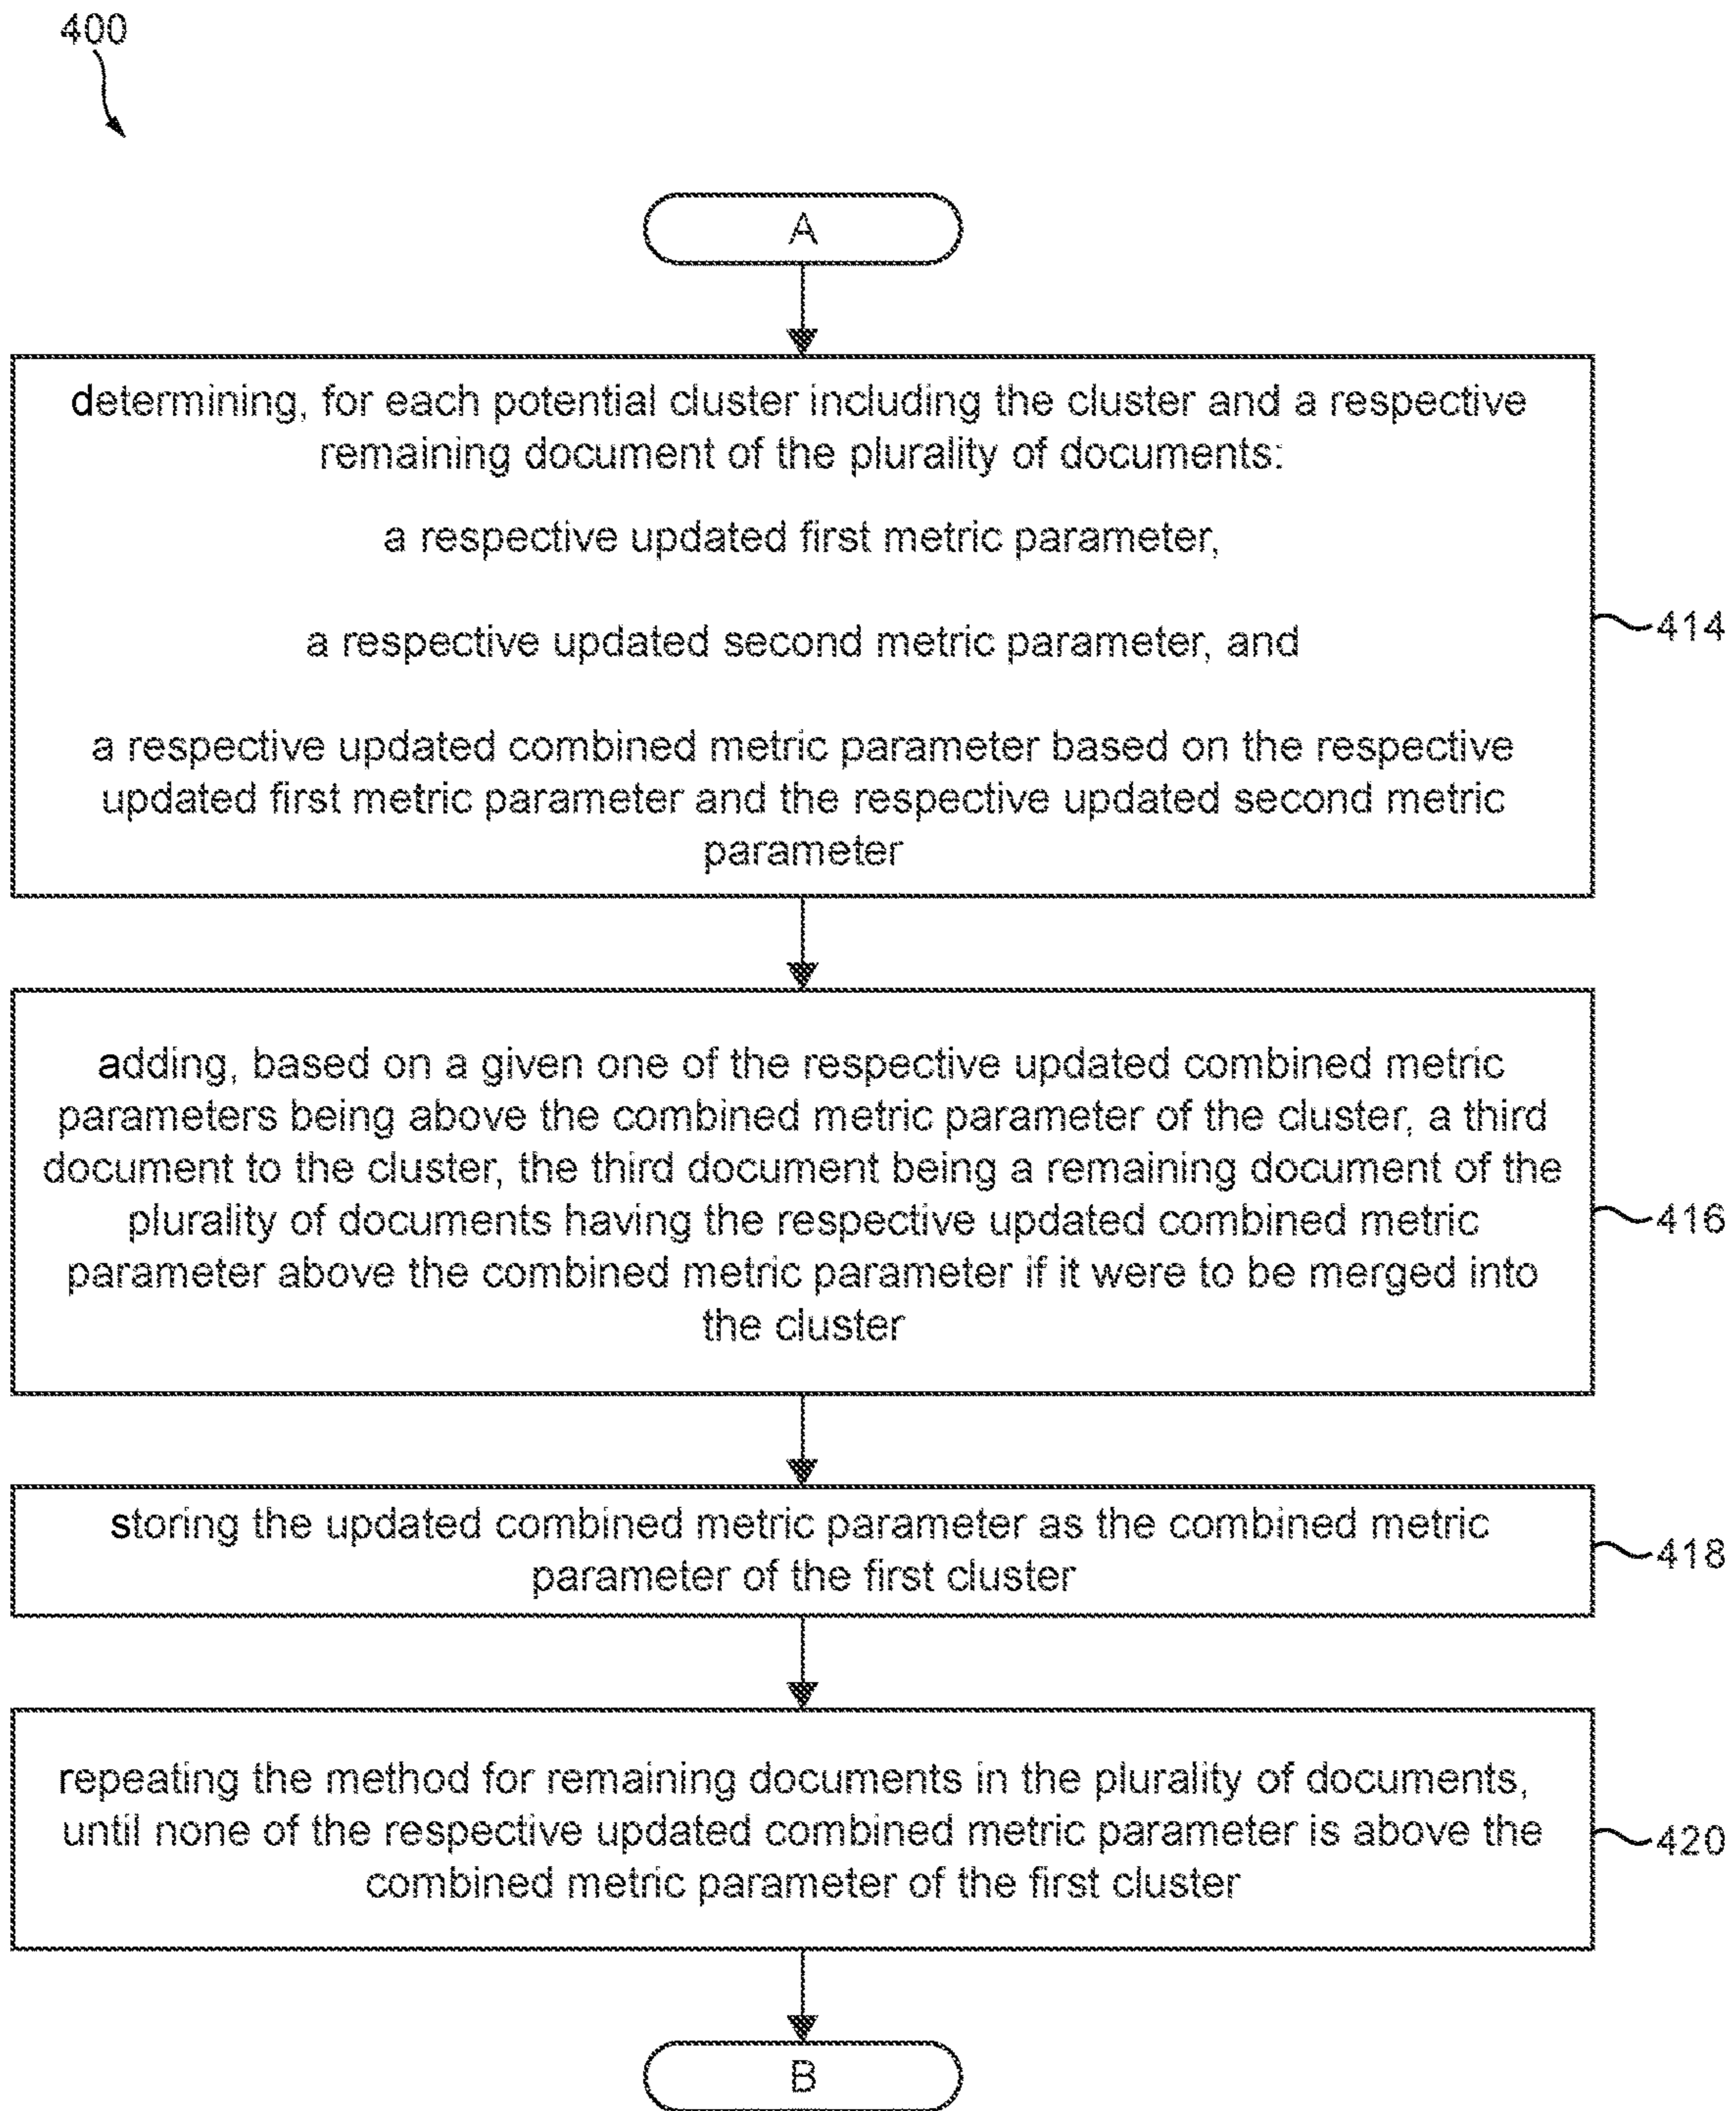 400
A
determining, for each potential cluster including the cluster and a respective
remaining document of the plurality of documents:
a respective updated first metric parameter,
a respective updated second metric parameter, and
a respective updated combined metric parameter based on the respective
updated first metric parameter and the respective updated second metric
parameter
414
adding, based on a given one of the respective updated combined metric
parameters being above the combined metric parameter of the cluster, a third
document to the cluster, the third document being a remaining document of the
plurality of documents having the respective updated combined metric
parameter above the combined metric parameter if it were to be merged into
the cluster
416
storing the updated combined metric parameter as the combined metric
parameter of the first cluster
418
repeating the method for remaining documents in the plurality of documents,
until none of the respective updated combined metric parameter is above the
combined metric parameter of the first cluster
420
B